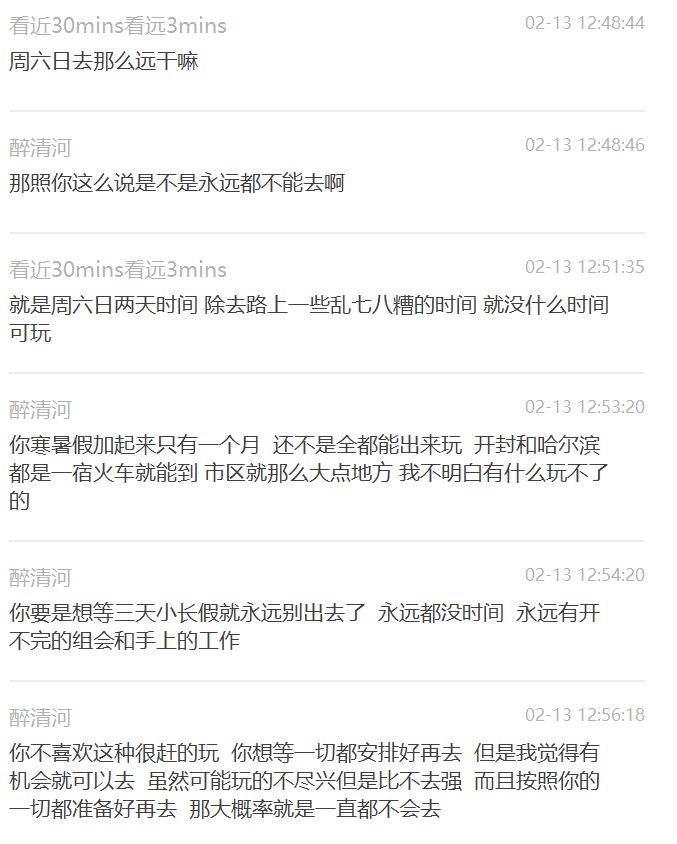 看近30mins看远3mins 02-13 12:48:44
周六日去那么远干嘛
醉清河 02-13 12:48:46
那照你这么说是不是永远都不能去啊
看近30mins看远3mins 02-13 12:51:35
就是周六日两天时间 除去路上一些乱七八糟的时间 就没什么时间
可玩
醉清河 02-13 12:53:20
你寒暑假加起来只有一个月  还不是全都能出来玩  开封和哈尔滨
都是一宿火车就能到 市区就那么大点地方 我不明白有什么玩不了
的
醉清河 02-13 12:54:20
你要是想等三天小长假就永远别出去了  永远都没时间  永远有开
不完的组会和手上的工作
醉清河 02-13 12:56:18
你不喜欢这种很赶的玩  你想等一切都安排好再去  但是我觉得有
机会就可以去  虽然可能玩的不尽兴但是比不去强  而且按照你的
一切都准备好再去  那大概率就是一直都不会去